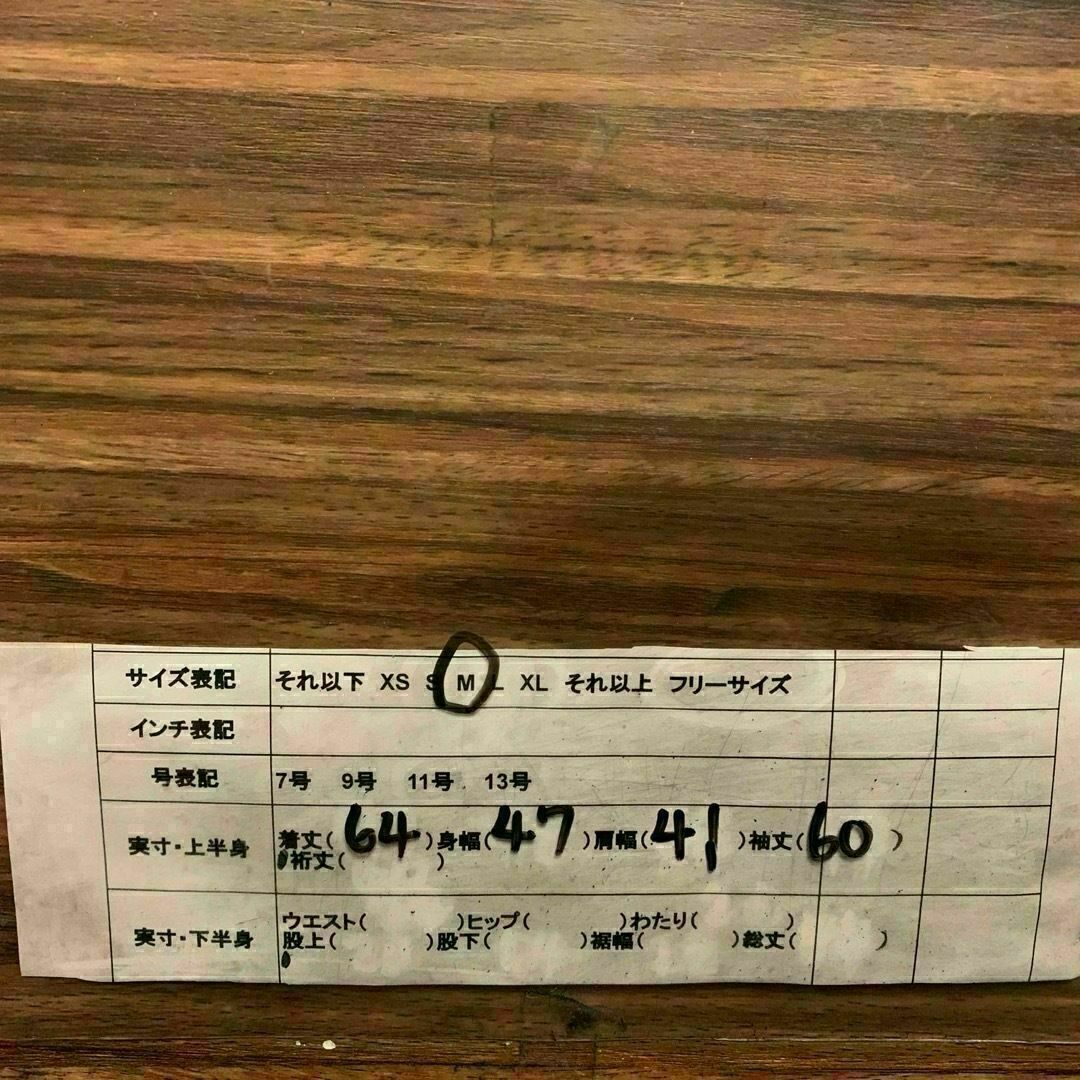 サイズ表記 それ以下 XS S M L XL それ以上 フリーサイズ
インチ表記
号表記 7号 9号 11号 13号
実寸・上半身 着丈(64)身幅(47)肩幅(41)袖丈(60)
裄丈( )
実寸・下半身 ウエスト( )ヒップ( )わたり( )
股上( )股下( )裾幅( )総丈( )